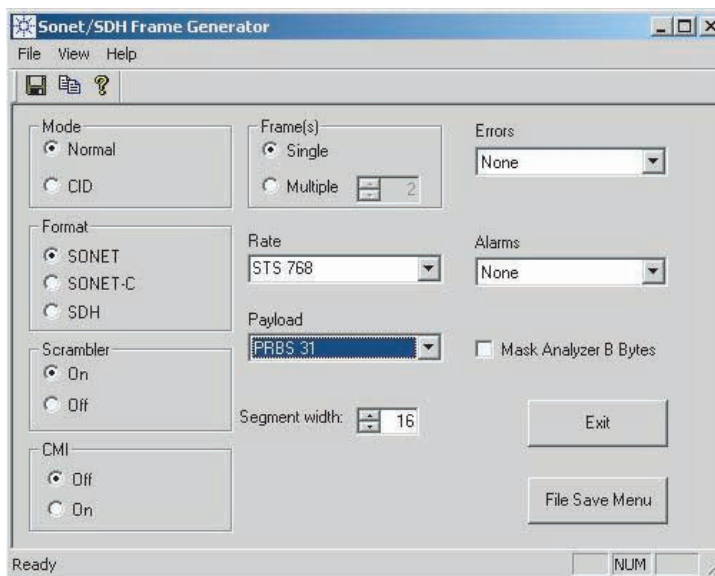 Sonet/SDH Frame Generator
File View Help
Mode
Normal
CID
Frame(s)
Single
Multiple 2
Errors
None
Format
SONET
SONET-C
SDH
Rate
STS 768
Alarms
None
Payload
PRBS 31
Mask Analyzer B Bytes
Scrambler
On
Off
Segment width: 16
Exit
CMI
Off
On
File Save Menu
Ready NUM